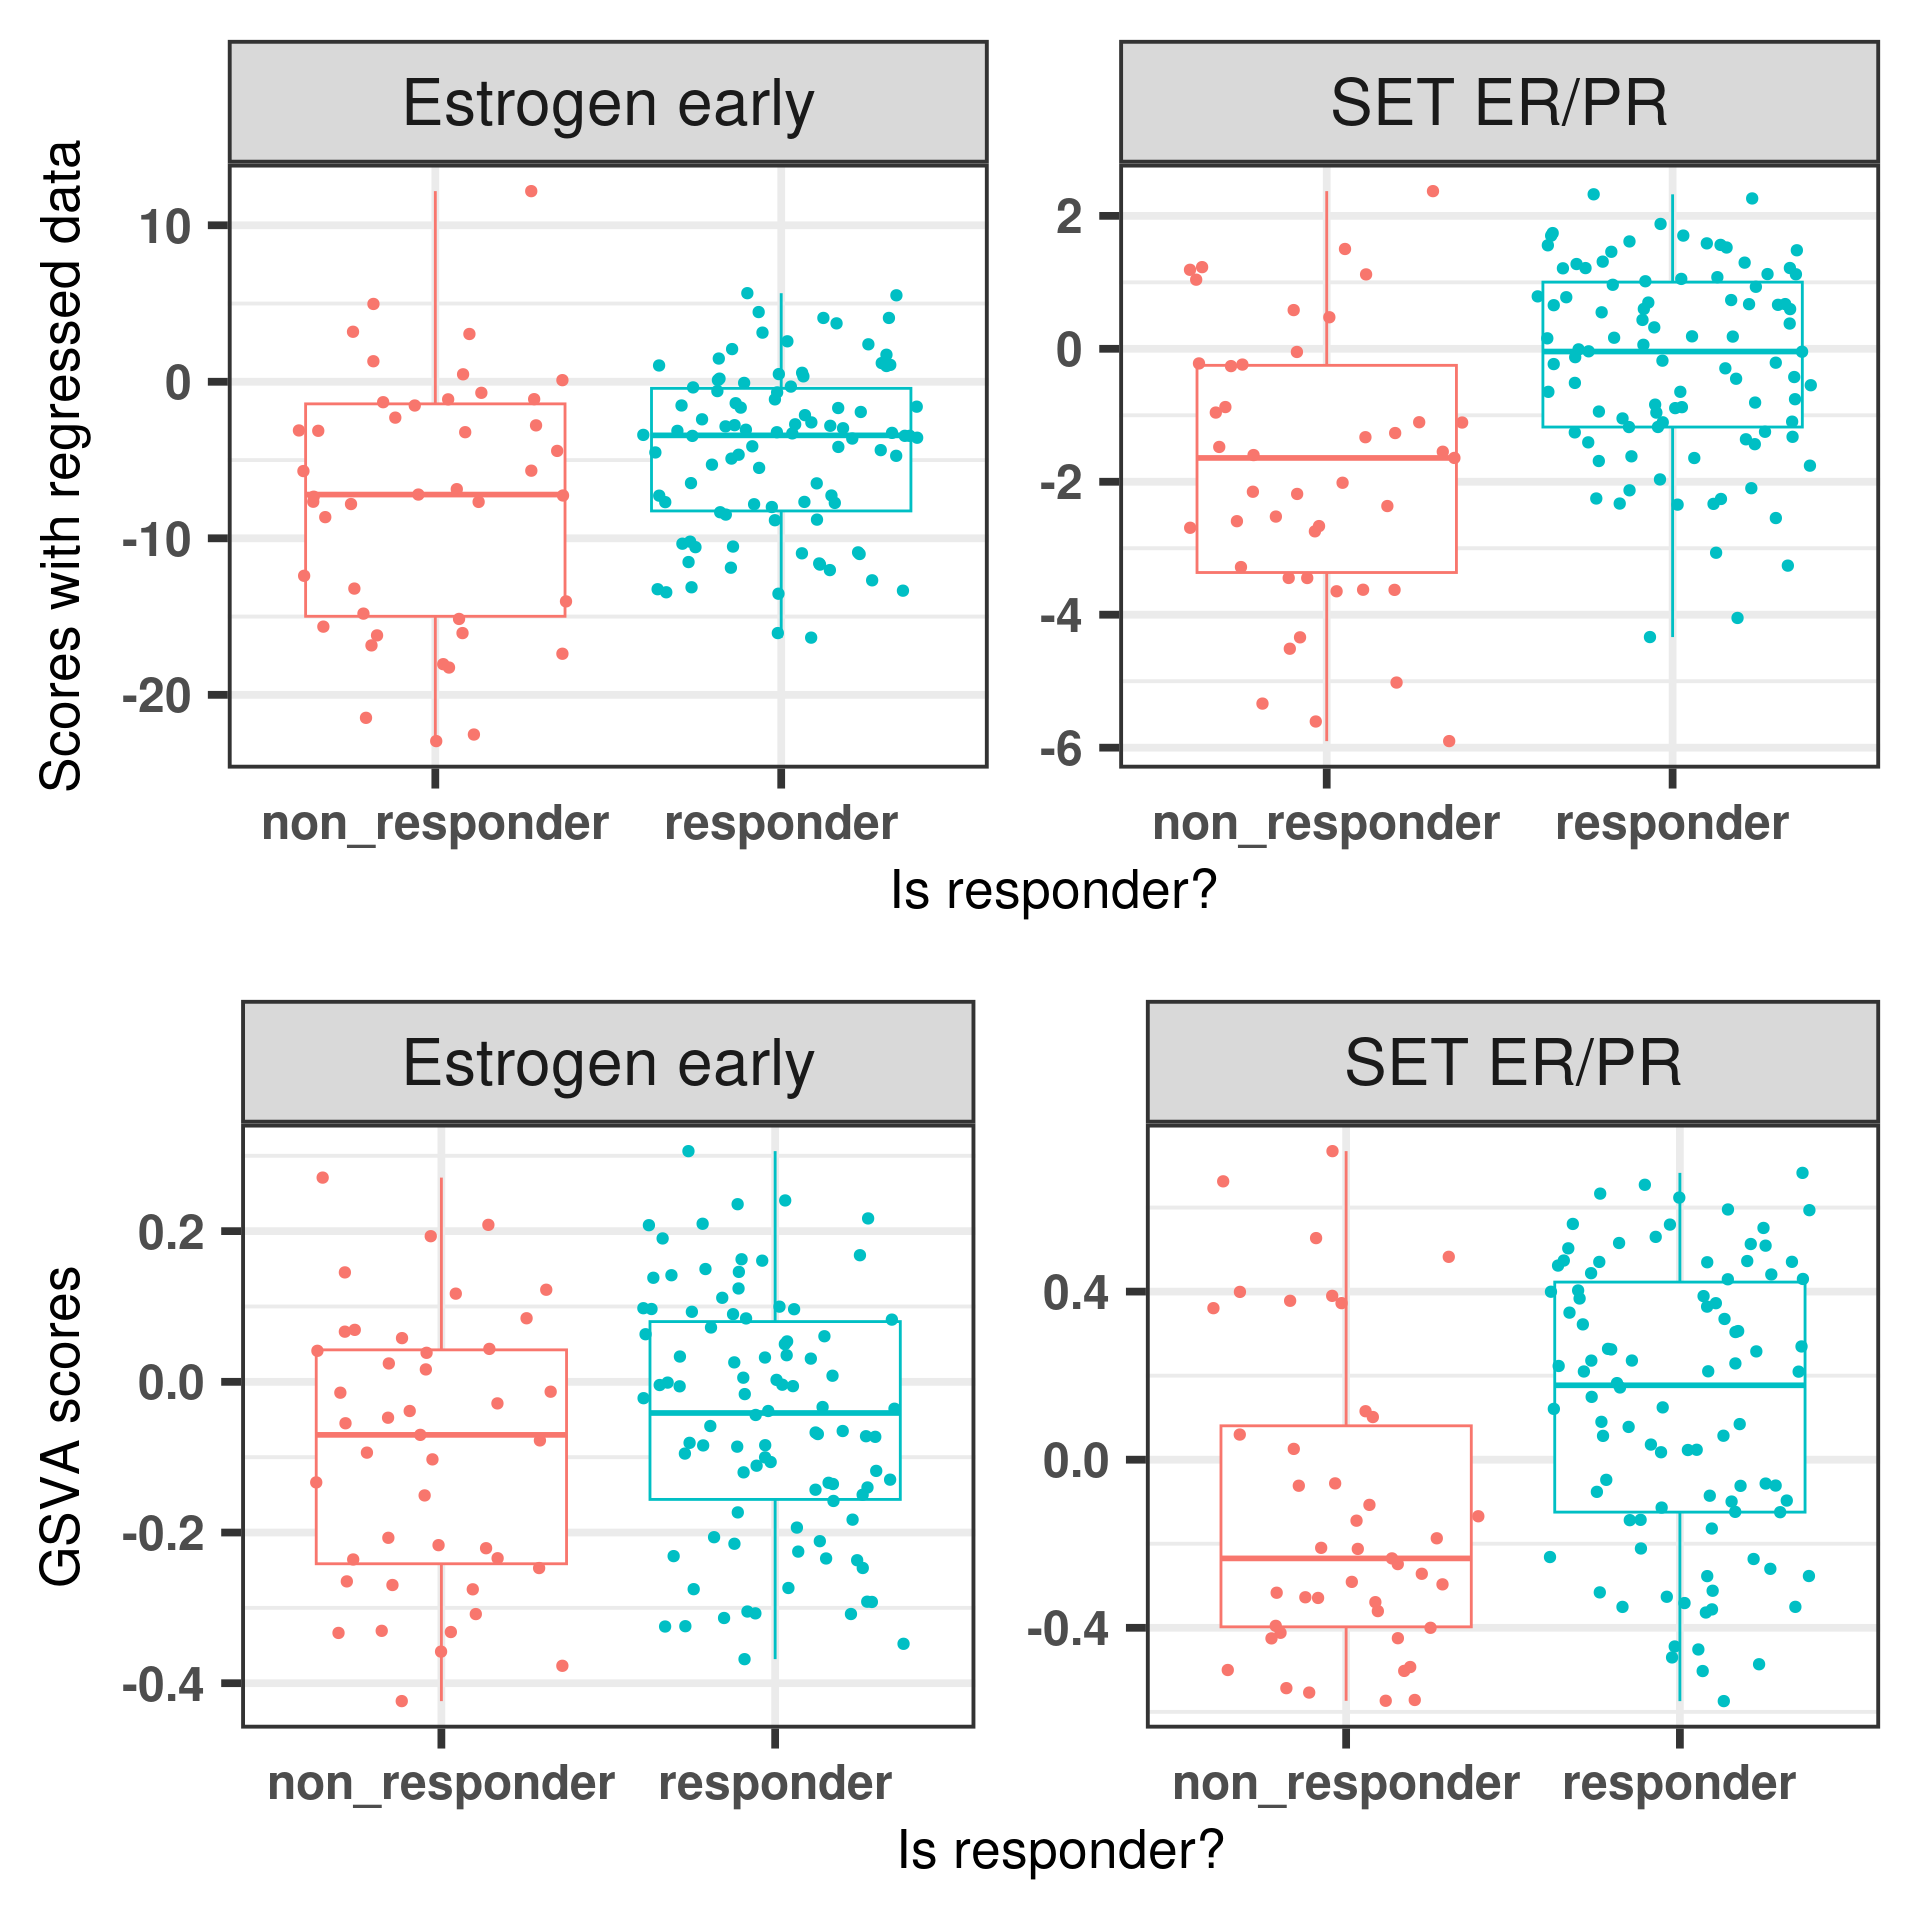 Estrogen early
SET ER/PR
Scores with regressed data
10
0
-10
-20
2
0
-2
-4
-6
non_responder
responder
non_responder
responder
Is responder?
Estrogen early
SET ER/PR
GSVA scores
0.2
0.0
-0.2
-0.4
0.4
0.0
-0.4
non_responder
responder
non_responder
responder
Is responder?